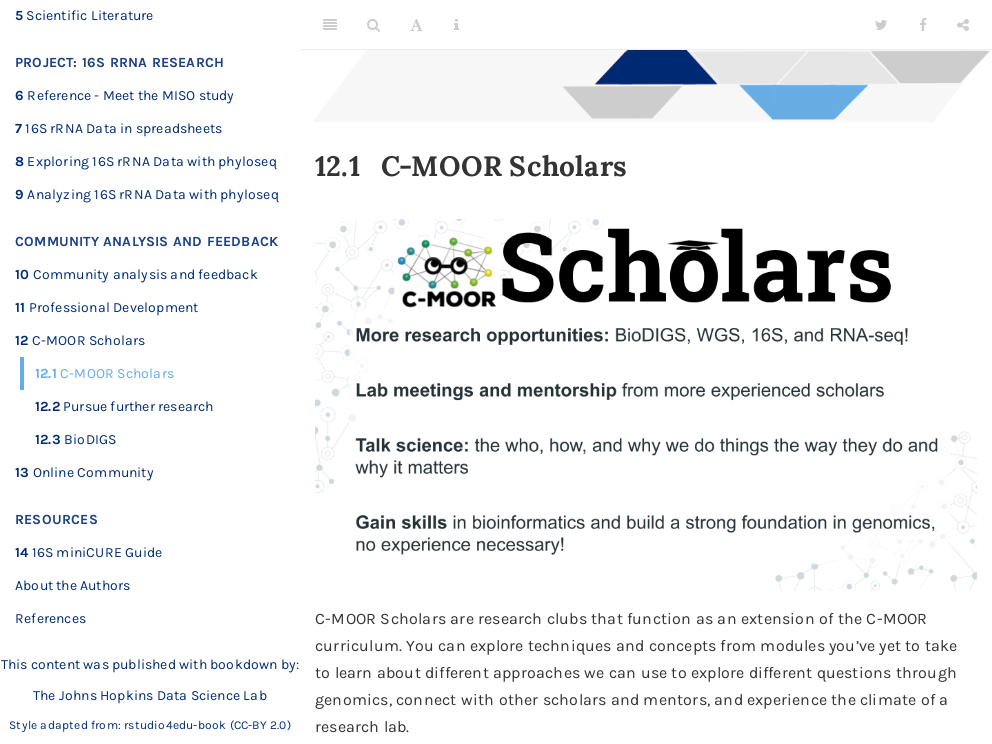 5 Scientific Literature
PROJECT: 16S RRNA RESEARCH
6 Reference - Meet the MISO study
7 16S rRNA Data in spreadsheets
8 Exploring 16S rRNA Data with phyloseq
9 Analyzing 16S rRNA Data with phyloseq
COMMUNITY ANALYSIS AND FEEDBACK
10 Community analysis and feedback
11 Professional Development
12 C-MOOR Scholars
12.1 C-MOOR Scholars
12.2 Pursue further research
12.3 BioDIGS
13 Online Community
RESOURCES
14 16S miniCURE Guide
About the Authors
References
This content was published with bookdown by:
The Johns Hopkins Data Science Lab
Style adapted from: rstudio4edu-book (CC-BY 2.0)
12.1 C-MOOR Scholars
C-MOOR
Scholars
More research opportunities: BioDIGS, WGS, 16S, and RNA-seq!
Lab meetings and mentorship from more experienced scholars
Talk science: the who, how, and why we do things the way they do and
why it matters
Gain skills in bioinformatics and build a strong foundation in genomics,
no experience necessary!
C-MOOR Scholars are research clubs that function as an extension of the C-MOOR
curriculum. You can explore techniques and concepts from modules you've yet to take
to learn about different approaches we can use to explore different questions through
genomics, connect with other scholars and mentors, and experience the climate of a
research lab.